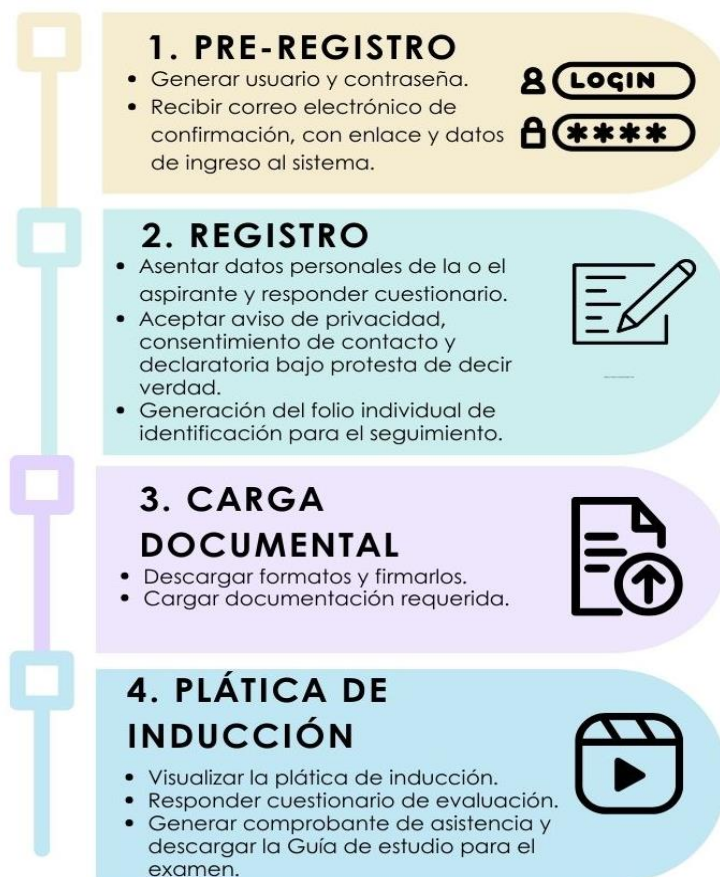 1. PRE-REGISTRO
• Generar usuario y contraseña.
• Recibir correo electrónico de
confirmación, con enlace y datos
de ingreso al sistema.
LOGIN
****
2. REGISTRO
• Asentar datos personales de la o el
aspirante y responder cuestionario.
• Aceptar aviso de privacidad,
consentimiento de contacto y
declaratoria bajo protesta de decir
verdad.
• Generación del folio individual de
identificación para el seguimiento.
3. CARGA
DOCUMENTAL
• Descargar formatos y firmarlos.
• Cargar documentación requerida.
4. PLÁTICA DE
INDUCCIÓN
• Visualizar la plática de inducción.
• Responder cuestionario de evaluación.
• Generar comprobante de asistencia y
descargar la Guía de estudio para el
examen.